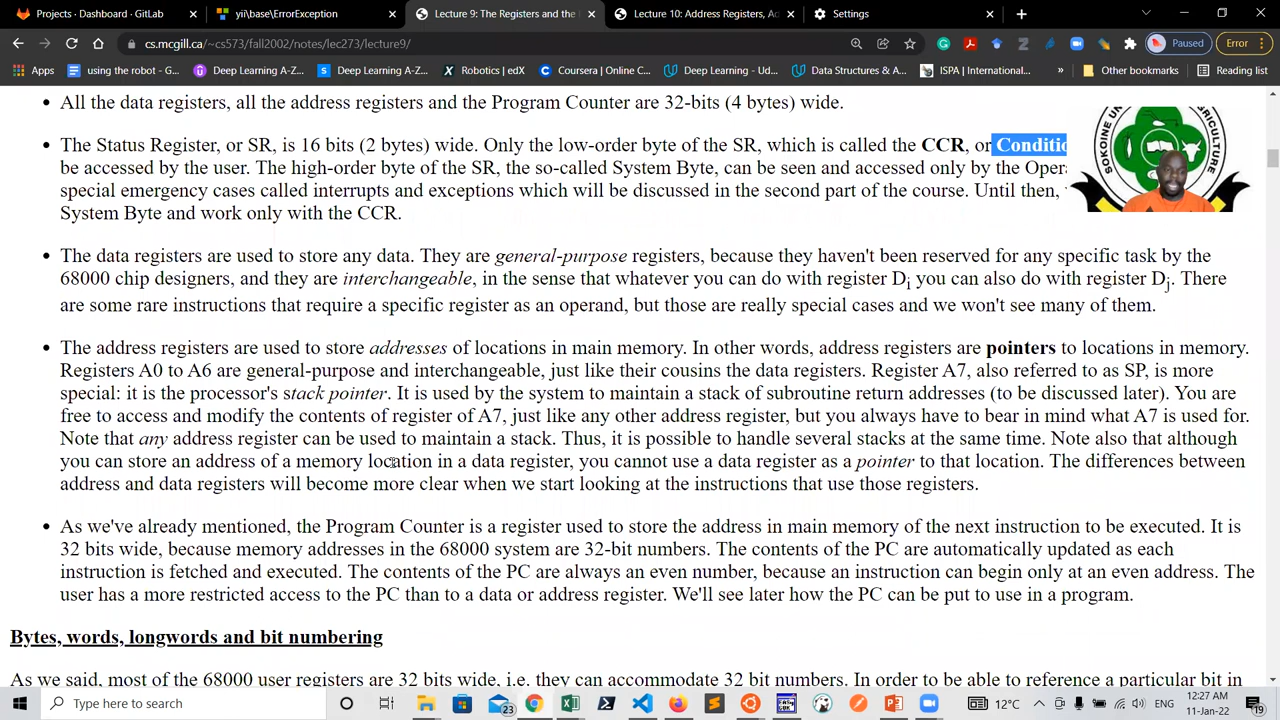 Projects · Dashboard · GitLab
yii\base\ErrorException
Lecture 9: The Registers and the
Lecture 10: Address Registers, Ad
Settings
cs.mcgill.ca/~cs573/fall2002/notes/lec273/lecture9/
Paused
Error
Apps
using the robot - G...
Deep Learning A-Z...
Deep Learning A-Z...
Robotics | edX
Coursera | Online C...
Deep Learning - Ud...
Data Structures & A...
ISPA | International...
»
Other bookmarks
Reading list
• All the data registers, all the address registers and the Program Counter are 32-bits (4 bytes) wide.
• The Status Register, or SR, is 16 bits (2 bytes) wide. Only the low-order byte of the SR, which is called the CCR, or Conditio
be accessed by the user. The high-order byte of the SR, the so-called System Byte, can be seen and accessed only by the Opera
special emergency cases called interrupts and exceptions which will be discussed in the second part of the course. Until then,
System Byte and work only with the CCR.
• The data registers are used to store any data. They are general-purpose registers, because they haven't been reserved for any specific task by the
68000 chip designers, and they are interchangeable, in the sense that whatever you can do with register Di you can also do with register Dj. There
are some rare instructions that require a specific register as an operand, but those are really special cases and we won't see many of them.
• The address registers are used to store addresses of locations in main memory. In other words, address registers are pointers to locations in memory.
Registers A0 to A6 are general-purpose and interchangeable, just like their cousins the data registers. Register A7, also referred to as SP, is more
special: it is the processor's stack pointer. It is used by the system to maintain a stack of subroutine return addresses (to be discussed later). You are
free to access and modify the contents of register of A7, just like any other address register, but you always have to bear in mind what A7 is used for.
Note that any address register can be used to maintain a stack. Thus, it is possible to handle several stacks at the same time. Note also that although
you can store an address of a memory location in a data register, you cannot use a data register as a pointer to that location. The differences between
address and data registers will become more clear when we start looking at the instructions that use those registers.
• As we've already mentioned, the Program Counter is a register used to store the address in main memory of the next instruction to be executed. It is
32 bits wide, because memory addresses in the 68000 system are 32-bit numbers. The contents of the PC are automatically updated as each
instruction is fetched and executed. The contents of the PC are always an even number, because an instruction can begin only at an even address. The
user has a more restricted access to the PC than to a data or address register. We'll see later how the PC can be put to use in a program.
Bytes, words, longwords and bit numbering
As we said, most of the 68000 user registers are 32 bits wide, i.e. they can accommodate 32 bit numbers. In order to be able to reference a particular bit in
Type here to search
23
12°C
ENG
12:27 AM
11-Jan-22
19